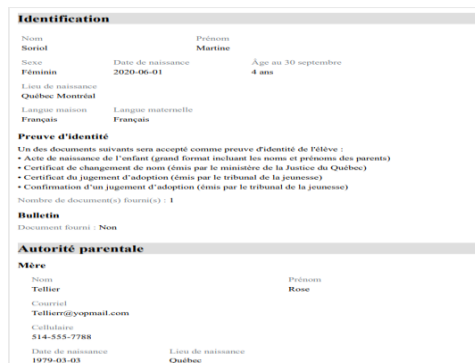 Identification
Nom Prénom
Soriol Martine
Sexe Date de naissance Âge au 30 septembre
Féminin 2020-06-01 4 ans
Lieu de naissance
Québec Montréal
Langue maison Langue maternelle
Français Français
Preuve d'identité
Un des documents suivants sera accepté comme preuve d'identité de l'élève :
• Acte de naissance de l'enfant (grand format incluant les noms et prénoms des parents)
• Certificat de changement de nom (émis par le ministère de la Justice du Québec)
• Certificat du jugement d'adoption (émis par le tribunal de la jeunesse)
• Confirmation d'un jugement d'adoption (émis par le tribunal de la jeunesse)
Nombre de document(s) fourni(s) : 1
Bulletin
Document fourni : Non
Autorité parentale
Mère
Nom Prénom
Tellier Rose
Courriel
Tellierr@yopmail.com
Cellulaire
514-555-7788
Date de naissance Lieu de naissance
1979-03-03 Québec